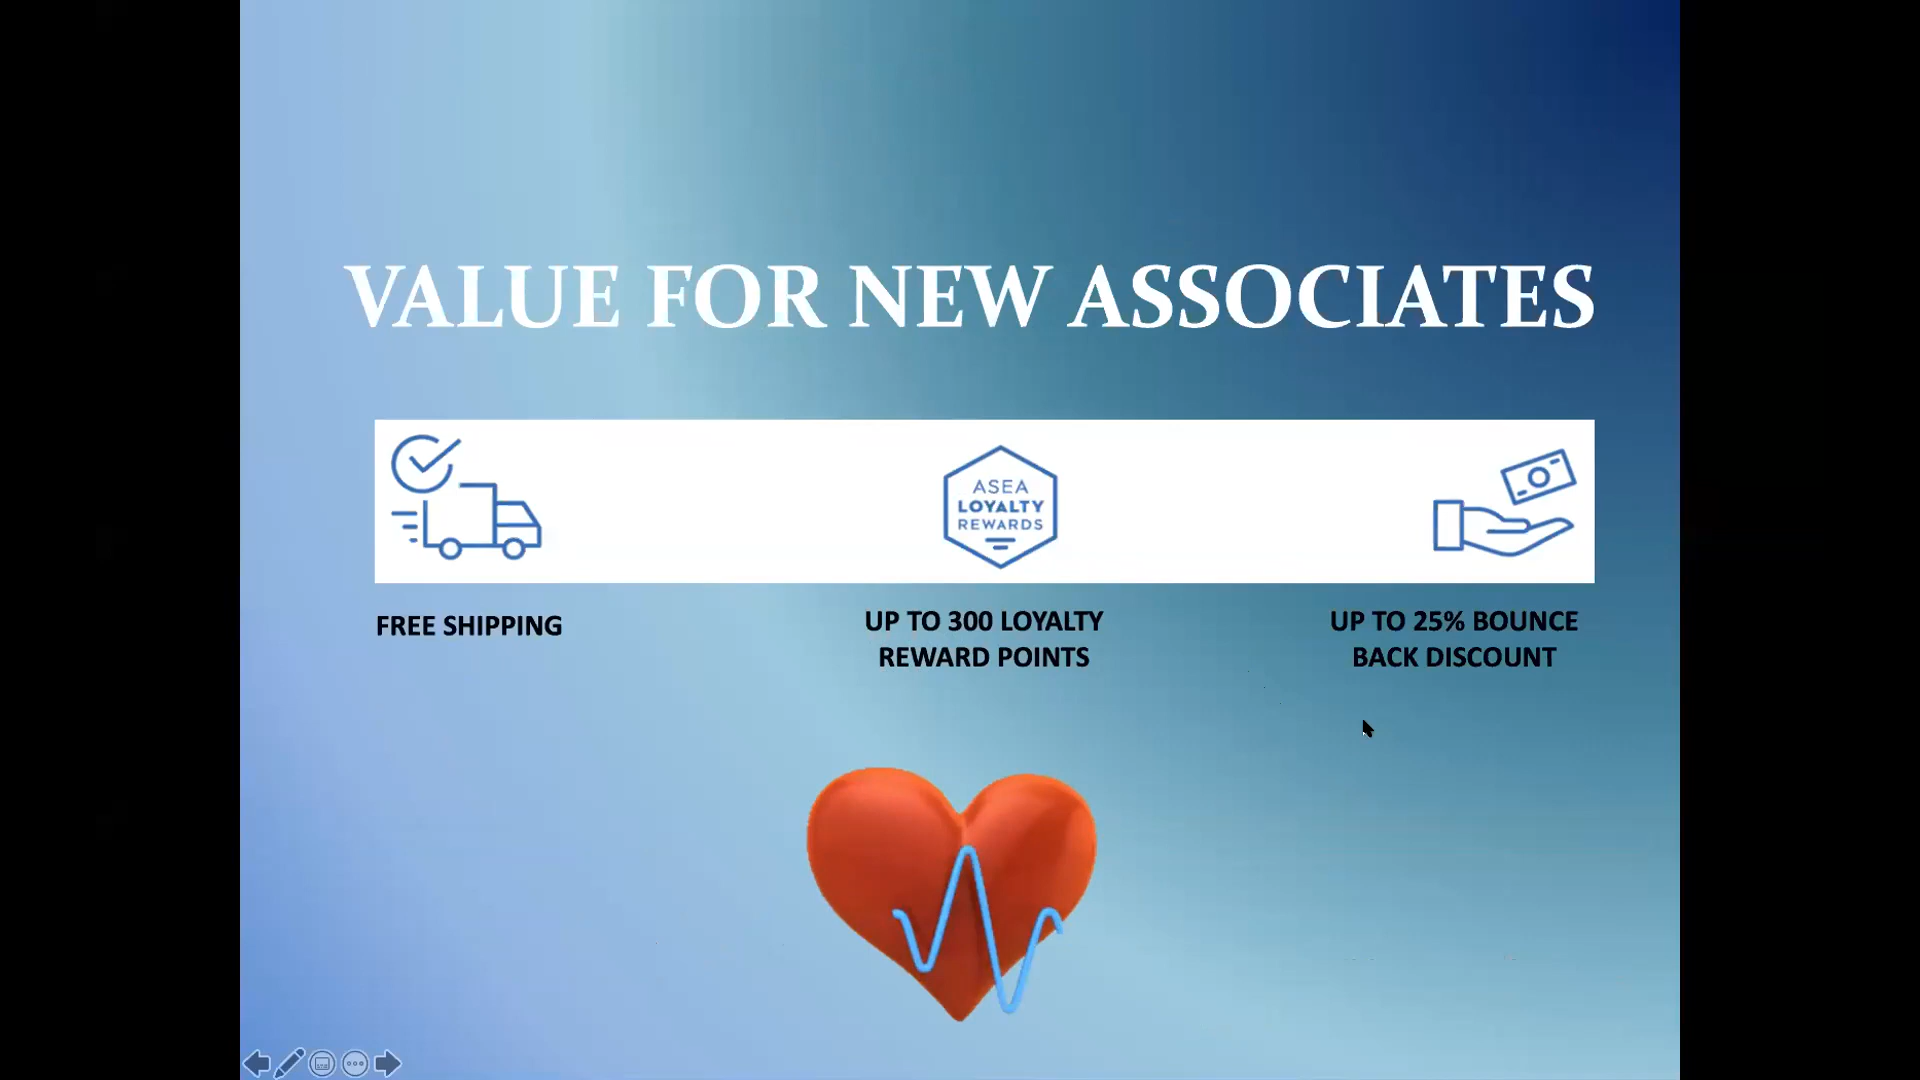 VALUE FOR NEW ASSOCIATES
ASEA
LOYALTY
REWARDS
FREE SHIPPING
UP TO 300 LOYALTY
REWARD POINTS
UP TO 25% BOUNCE
BACK DISCOUNT